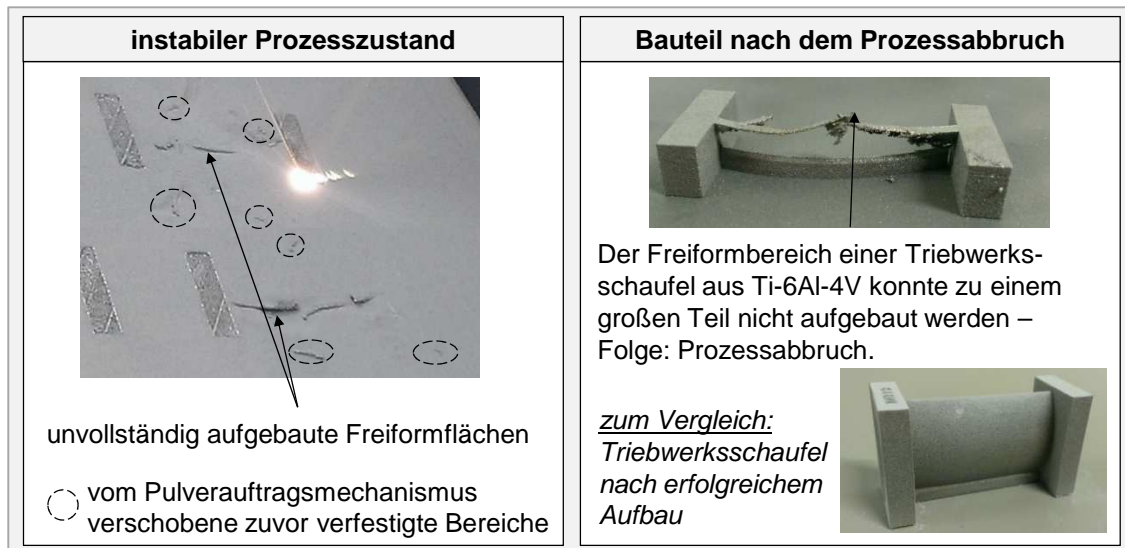 instabiler Prozesszustand
unvollständig aufgebaute Freiformflächen
vom Pulverauftragsmechanismus
verschobene zuvor verfestigte Bereiche
Bauteil nach dem Prozessabbruch
Der Freiformbereich einer Triebwerks-
schaufel aus Ti-6Al-4V konnte zu einem
großen Teil nicht aufgebaut werden –
Folge: Prozessabbruch.
zum Vergleich:
Triebwerksschaufel
nach erfolgreichem
Aufbau